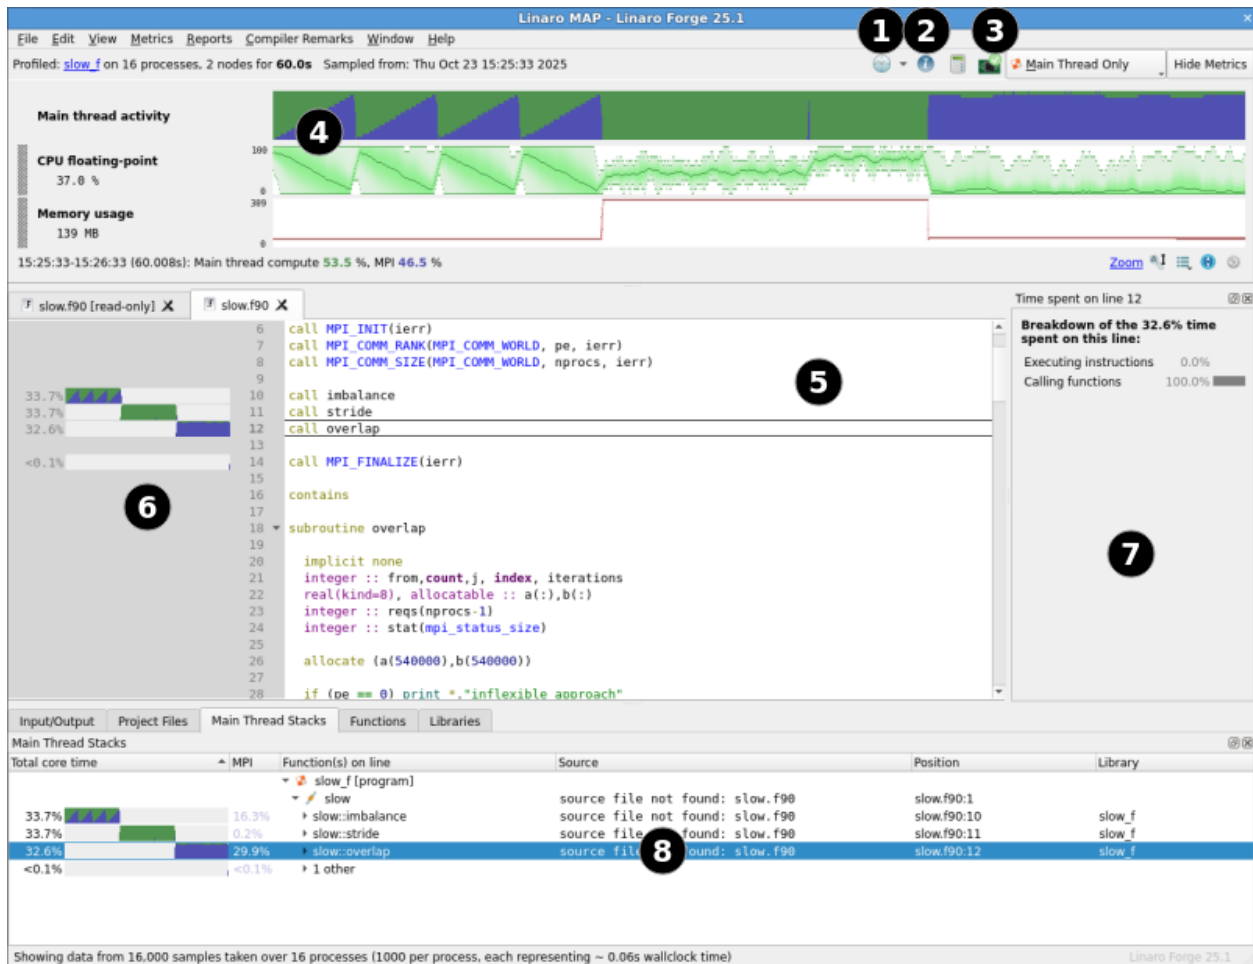 Linaro MAP - Linaro Forge 25.1
1 2 3
File Edit View Metrics Reports Compiler Remarks Window Help
Profiled: slow_f on 16 processes, 2 nodes for 60.0s Sampled from: Thu Oct 23 15:25:33 2025
Main Thread Only
Hide Metrics
Main thread activity
4
CPU floating-point
37.0 %
100
0
Memory usage
139 MB
309
0
15:25:33-15:26:33 (60.008s): Main thread compute 53.5 %, MPI 46.5 %
Zoom
slow.f90 [read-only] slow.f90
6 call MPI_INIT(ierr)
7 call MPI_COMM_RANK(MPI_COMM_WORLD, pe, ierr)
8 call MPI_COMM_SIZE(MPI_COMM_WORLD, nprocs, ierr)
9
33.7% 10 call imbalance
33.7% 11 call stride
32.6% 12 call overlap
13
<0.1% 14 call MPI_FINALIZE(ierr)
15
16 contains
17
18 subroutine overlap
19
20 implicit none
21 integer :: from,count,j, index, iterations
22 real(kind=8), allocatable :: a(:),b(:)
23 integer :: reqs(nprocs-1)
24 integer :: stat(mpi_status_size)
25
26 allocate (a(540000),b(540000))
27
28 if (pe == 0) print *,"inflexible approach"
5
6
Time spent on line 12
Breakdown of the 32.6% time
spent on this line:
Executing instructions 0.0%
Calling functions 100.0%
7
Input/Output Project Files Main Thread Stacks Functions Libraries
Main Thread Stacks
Total core time MPI Function(s) on line Source Position Library
slow_f [program]
slow source file not found: slow.f90 slow.f90:1
33.7% 16.3% slow::imbalance source file not found: slow.f90 slow.f90:10 slow_f
33.7% 0.2% slow::stride source file ound: slow.f90 slow.f90:11 slow_f
32.6% 29.9% slow::overlap source file ound: slow.f90 slow.f90:12 slow_f
8
<0.1% <0.1% 1 other
Showing data from 16,000 samples taken over 16 processes (1000 per process, each representing ~ 0.06s wallclock time)
Linaro Forge 25.1